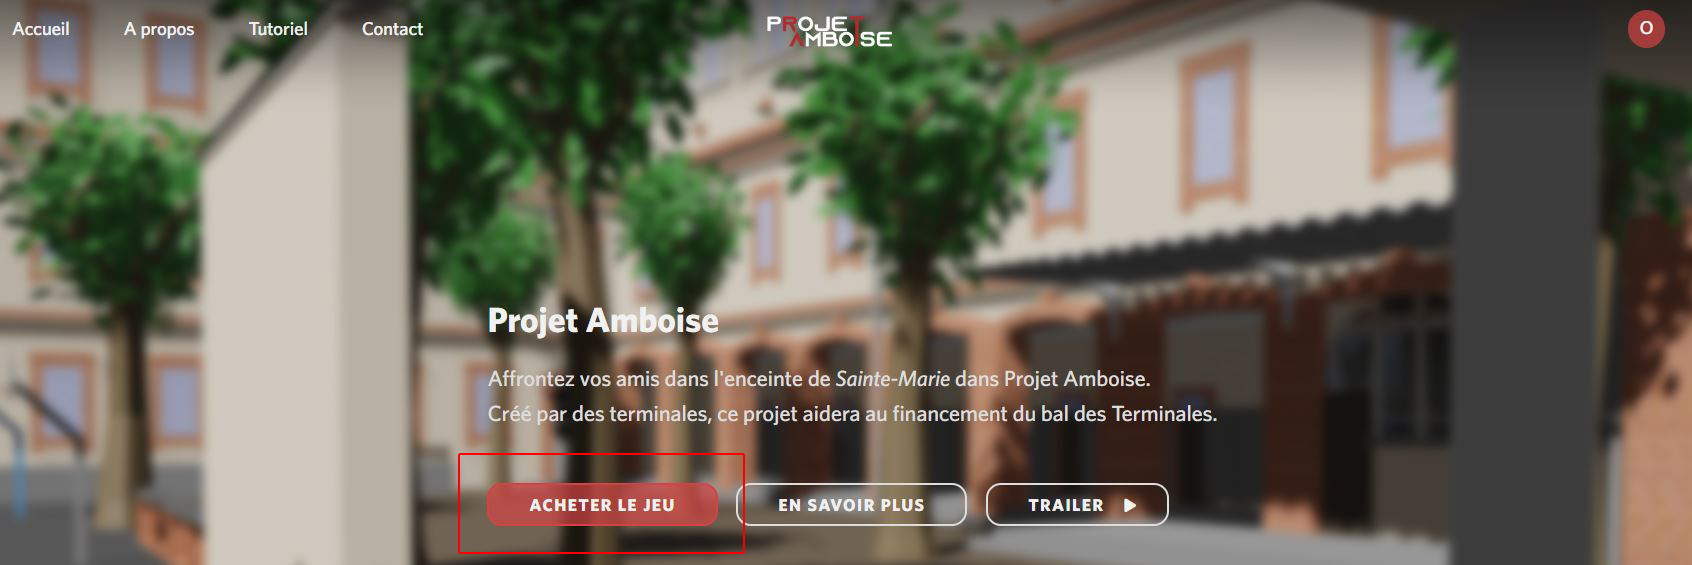 Accueil
A propos
Tutoriel
Contact
PROJET
AMBOISE
O
Projet Amboise
Affrontez vos amis dans l'enceinte de Sainte-Marie dans Projet Amboise.
Créé par des terminales, ce projet aidera au financement du bal des Terminales.
ACHETER LE JEU
EN SAVOIR PLUS
TRAILER